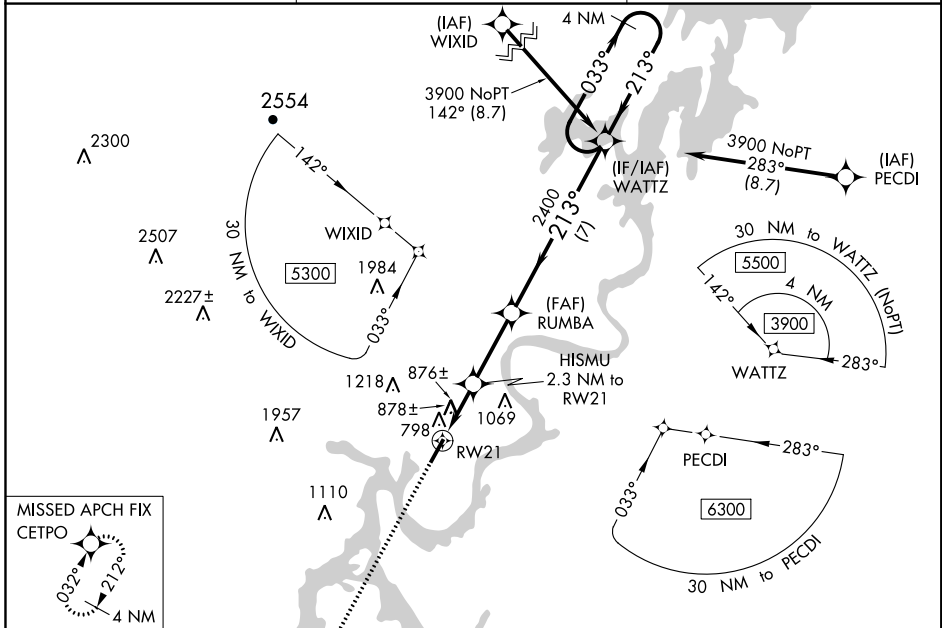 (IAF)
WIXID
4 NM
033°
213°
3900 NoPT
142° (8.7)
2554
2300
142°
WIXID
30 NM to WIXID
5300
1984
033°
2507
2227±
(IF/IAF)
WATTZ
3900 NoPT
283°
(8.7)
(IAF)
PECDI
2400
213°
(7)
30 NM to WATTZ (NoPT)
5500
142°
4 NM
3900
WATTZ
283°
(FAF)
RUMBA
HISMU
2.3 NM to
RW21
1218
876±
878±
798
1069
RW21
1957
1110
PECDI
283°
033°
6300
30 NM to PECDI
MISSED APCH FIX
CETPO
032°
212°
4 NM